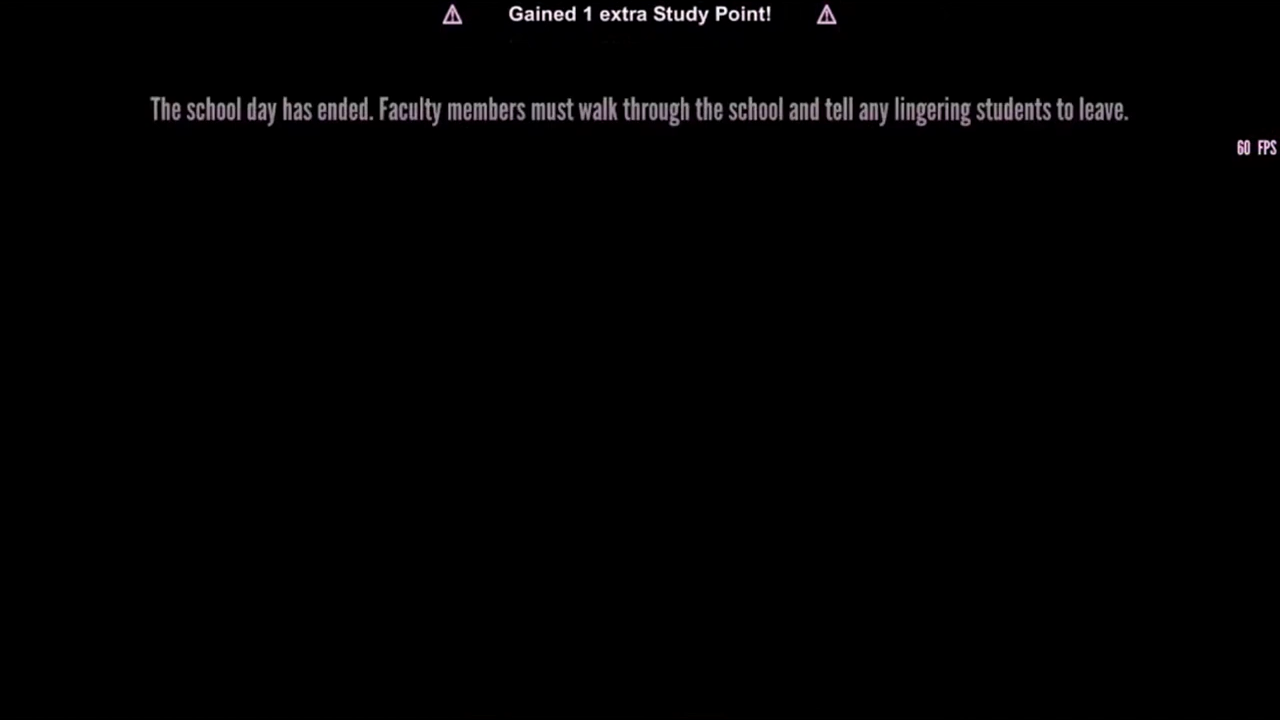 Gained 1 extra Study Point!
The school day has ended. Faculty members must walk through the school and tell any lingering students to leave.
60 FPS